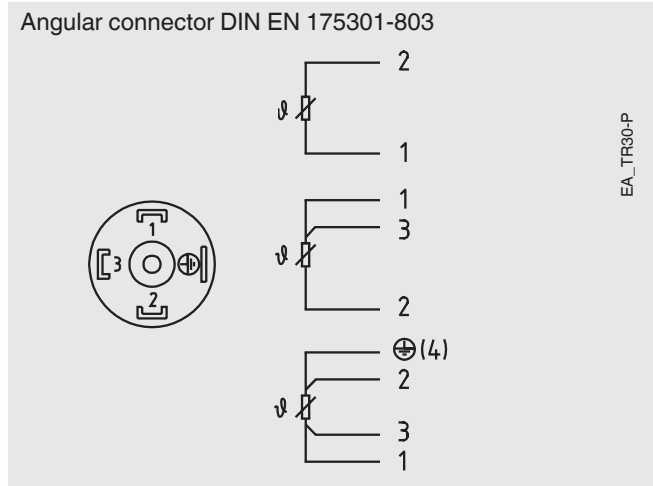 Angular connector DIN EN 175301-803
2
ϑ
1
1
3
ϑ
2
1
3
2
(4)
2
ϑ
3
1
EA_TR30-P